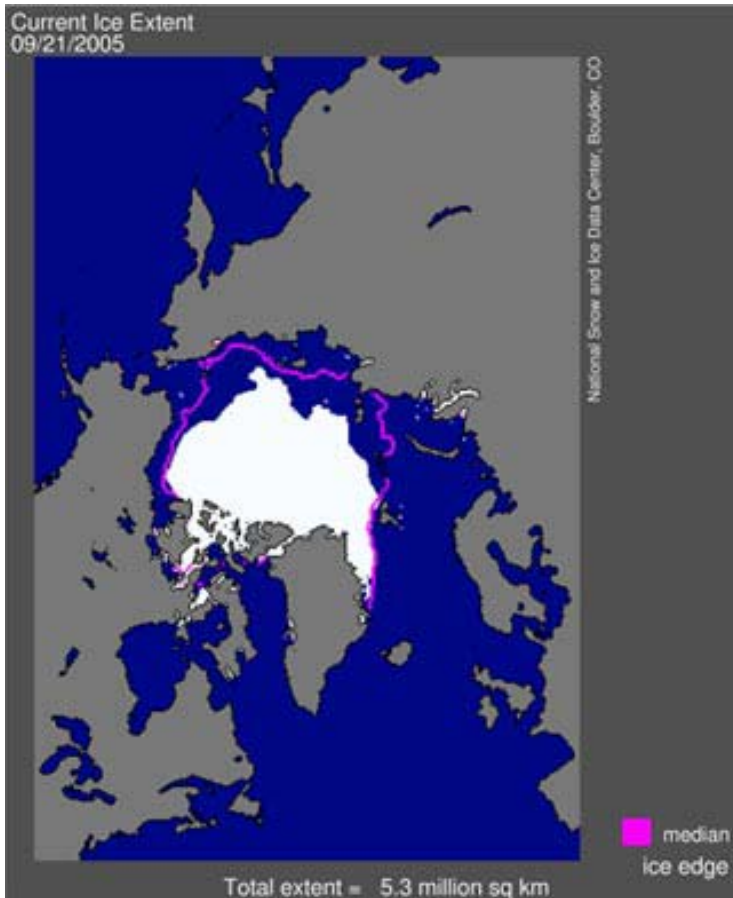 Current Ice Extent
09/21/2005
National Snow and Ice Data Center, Boulder, CO
median
ice edge
Total extent = 5.3 million sq km